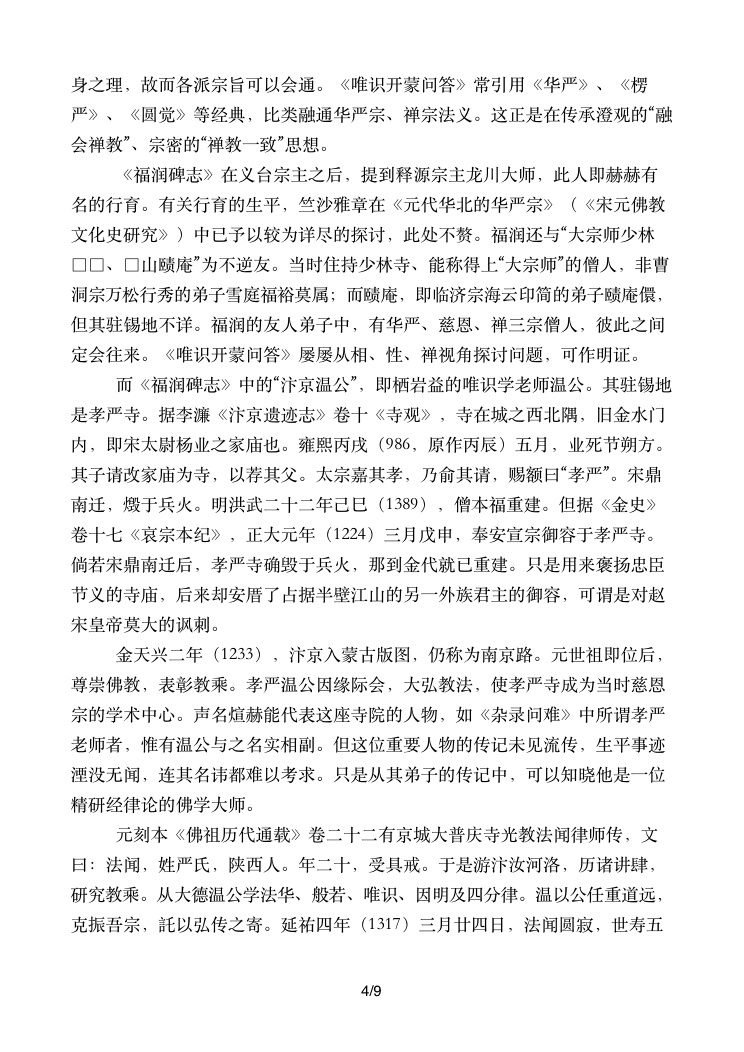 身之理，故而各派宗旨可以会通。《唯识开蒙问答》常引用《华严》、《楞
严》、《圆觉》等经典，比类融通华严宗、禅宗法义。这正是在传承澄观的“融
会禅教”、宗密的“禅教一致”思想。
《福润碑志》在义台宗主之后，提到释源宗主龙川大师，此人即赫赫有
名的行育。有关行育的生平，竺沙雅章在《元代华北的华严宗》（《宋元佛教
文化史研究》）中已予以较为详尽的探讨，此处不赘。福润还与“大宗师少林
□□、□山赜庵”为不逆友。当时住持少林寺、能称得上“大宗师”的僧人，非曹
洞宗万松行秀的弟子雪庭福裕莫属；而赜庵，即临济宗海云印简的弟子赜庵儇，
但其驻锡地不详。福润的友人弟子中，有华严、慈恩、禅三宗僧人，彼此之间
定会往来。《唯识开蒙问答》屡屡从相、性、禅视角探讨问题，可作明证。
而《福润碑志》中的“汴京温公”，即栖岩益的唯识学老师温公。其驻锡地
是孝严寺。据李濂《汴京遗迹志》卷十《寺观》，寺在城之西北隅，旧金水门
内，即宋太尉杨业之家庙也。雍熙丙戌（986，原作丙辰）五月，业死节朔方。
其子请改家庙为寺，以荐其父。太宗嘉其孝，乃俞其请，赐额曰“孝严”。宋鼎
南迁，燬于兵火。明洪武二十二年己巳（1389），僧本福重建。但据《金史》
卷十七《哀宗本纪》，正大元年（1224）三月戊申，奉安宣宗御容于孝严寺。
倘若宋鼎南迁后，孝严寺确毁于兵火，那到金代就已重建。只是用来褒扬忠臣
节义的寺庙，后来却安厝了占据半壁江山的另一外族君主的御容，可谓是对赵
宋皇帝莫大的讽刺。
金天兴二年（1233），汴京入蒙古版图，仍称为南京路。元世祖即位后，
尊崇佛教，表彰教乘。孝严温公因缘际会，大弘教法，使孝严寺成为当时慈恩
宗的学术中心。声名煊赫能代表这座寺院的人物，如《杂录问难》中所谓孝严
老师者，惟有温公与之名实相副。但这位重要人物的传记未见流传，生平事迹
湮没无闻，连其名讳都难以考求。只是从其弟子的传记中，可以知晓他是一位
精研经律论的佛学大师。
元刻本《佛祖历代通载》卷二十二有京城大普庆寺光教法闻律师传，文
曰：法闻，姓严氏，陕西人。年二十，受具戒。于是游汴汝河洛，历诸讲肆，
研究教乘。从大德温公学法华、般若、唯识、因明及四分律。温以公任重道远，
克振吾宗，託以弘传之寄。延祐四年（1317）三月廿四日，法闻圆寂，世寿五
4/9